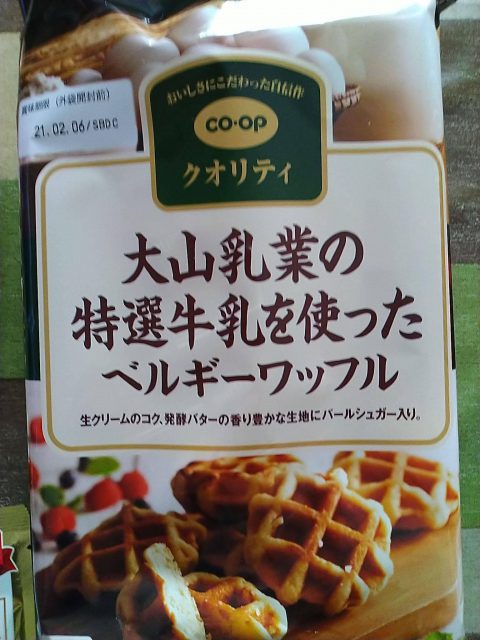 賞味期限（外袋開封前）
21.02.06/SBDC
おいしさにこだわった自信作
co·op
クオリティ
大山乳業の
特選牛乳を使った
ベルギーワッフル
生クリームのコク、発酵バターの香り豊かな生地にパールシュガー入り。